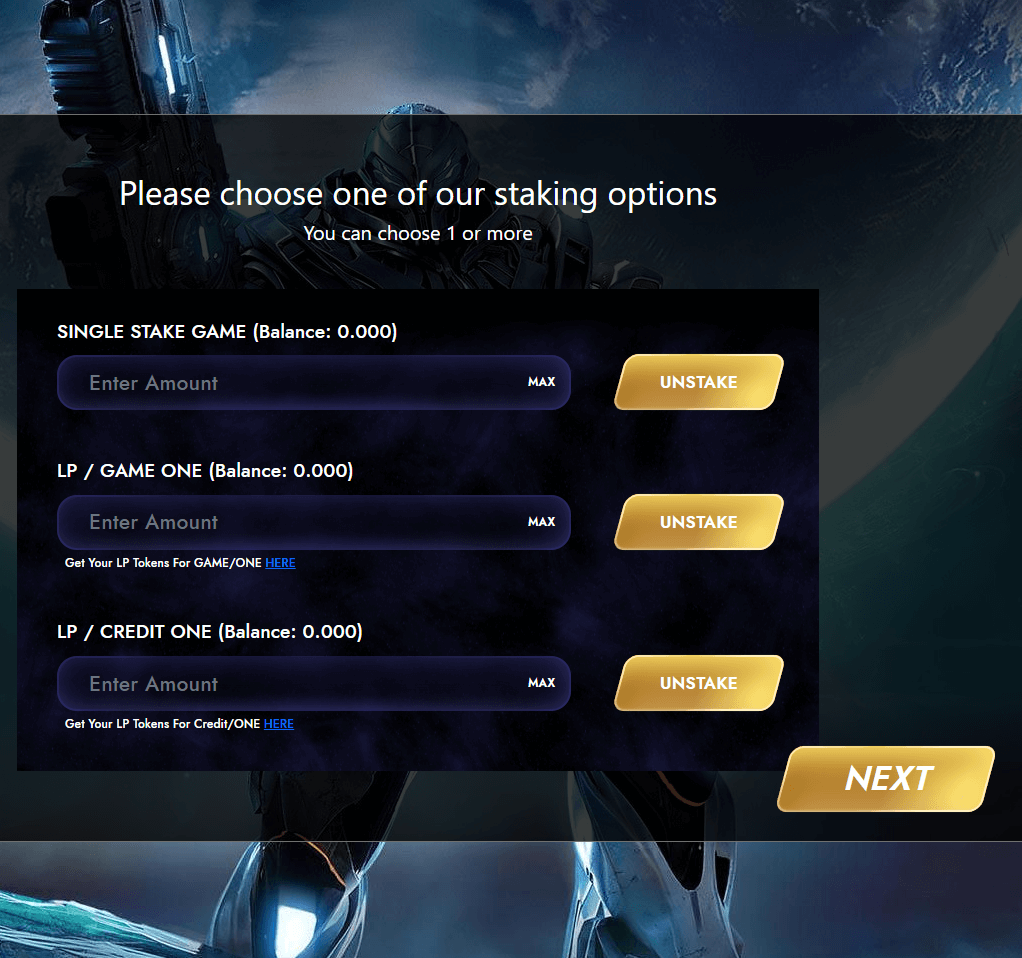 Please choose one of our staking options
You can choose 1 or more
SINGLE STAKE GAME (Balance: 0.000)
Enter Amount MAX UNSTAKE
LP / GAME ONE (Balance: 0.000)
Enter Amount MAX UNSTAKE
Get Your LP Tokens For GAME/ONE HERE
LP / CREDIT ONE (Balance: 0.000)
Enter Amount MAX UNSTAKE
Get Your LP Tokens For Credit/ONE HERE
NEXT